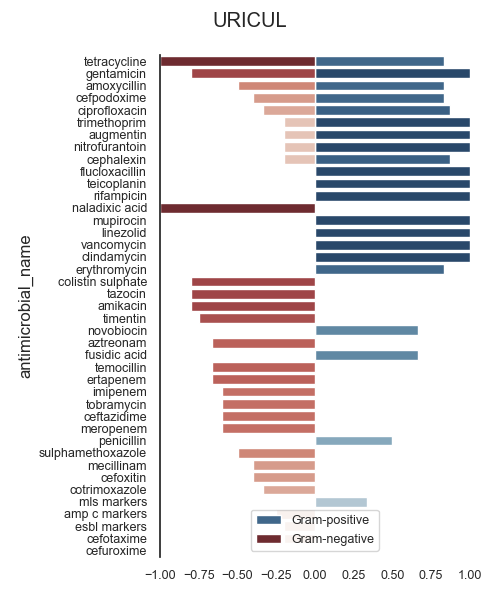 URICUL
antimicrobial_name
tetracycline
gentamicin
amoxycillin
cefpodoxime
ciprofloxacin
trimethoprim
augmentin
nitrofurantoin
cephalexin
flucloxacillin
teicoplanin
rifampicin
naladixic acid
mupirocin
linezolid
vancomycin
clindamycin
erythromycin
colistin sulphate
tazocin
amikacin
timentin
novobiocin
aztreonam
fusidic acid
temocillin
ertapenem
imipenem
tobramycin
ceftazidime
meropenem
penicillin
sulphamethoxazole
mecillinam
cefoxitin
cotrimoxazole
mls markers
amp c markers
esbl markers
cefotaxime
cefuroxime
Gram-positive
Gram-negative
−1.00 −0.75 −0.50 −0.25 0.00 0.25 0.50 0.75 1.00